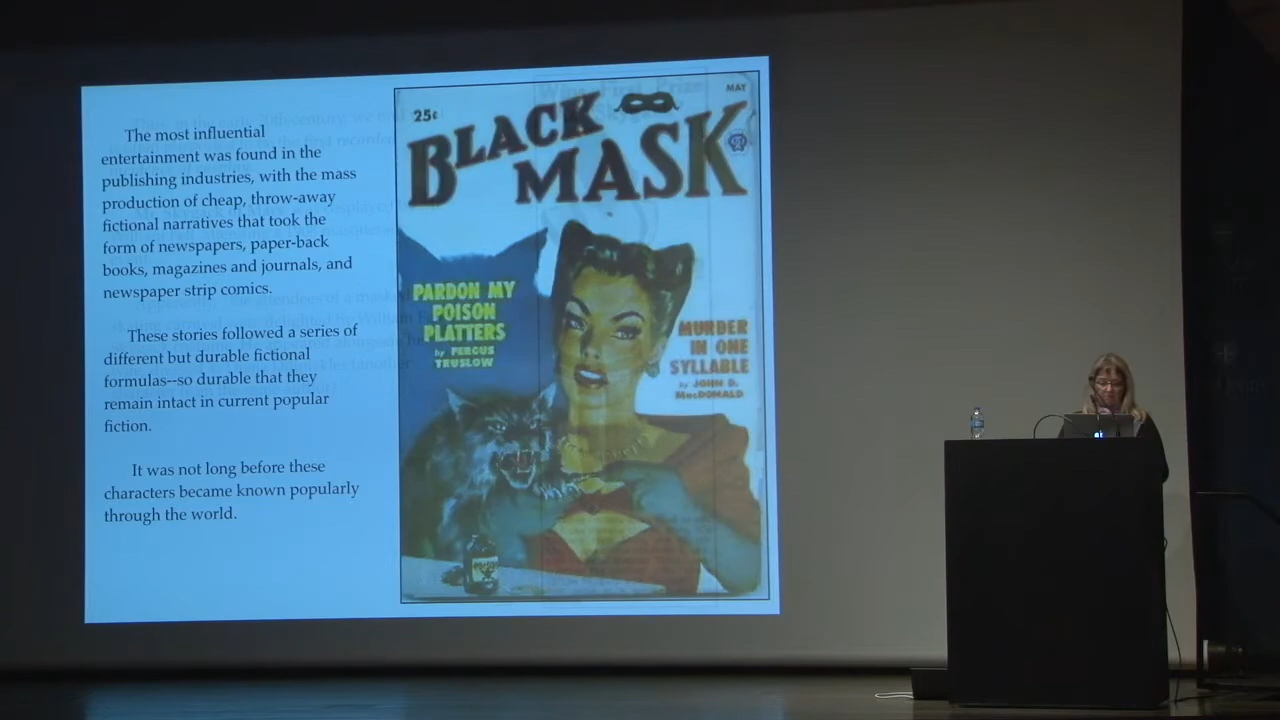 The most influential
entertainment was found in the
publishing industries, with the mass
production of cheap, throw-away
fictional narratives that took the
form of newspapers, paper-back
books, magazines and journals, and
newspaper strip comics.
These stories followed a series of
different but durable fictional
formulas--so durable that they
remain intact in current popular
fiction.
It was not long before these
characters became known popularly
through the world.
25¢
MAY
BLACK
MASK
PARDON MY
POISON
PLATTERS
by FERGUS
TRUSLOW
MURDER
IN ONE
SYLLABLE
by JOHN D.
MacDONALD